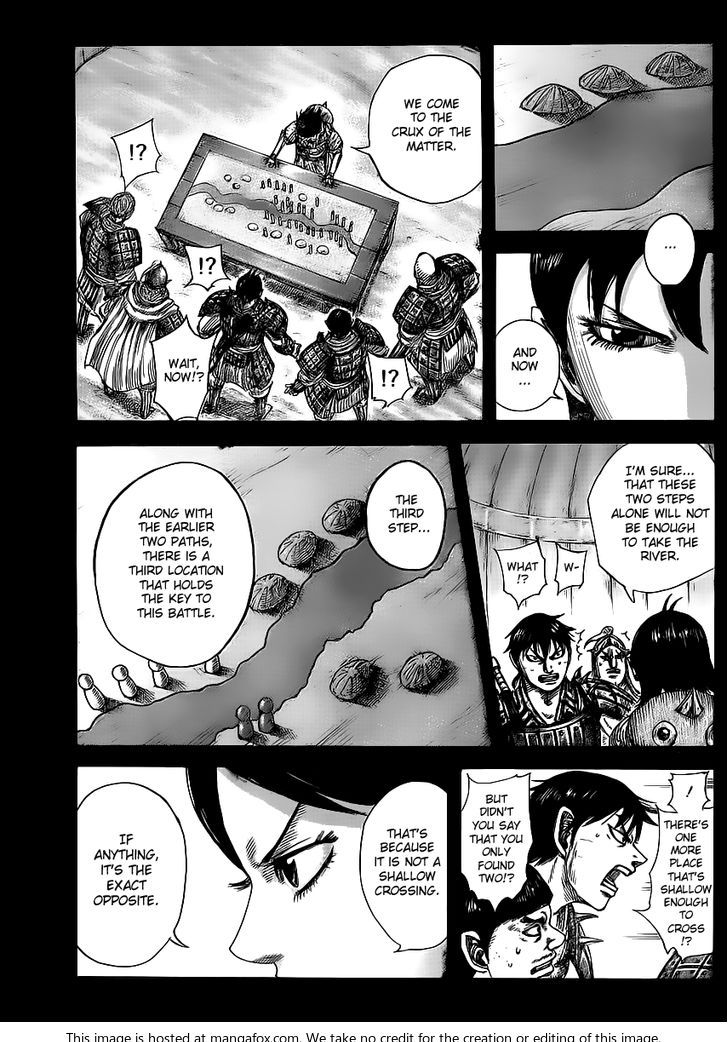 ...
AND
NOW
...
WE COME
TO THE
CRUX OF THE
MATTER.
!?
!?
WAIT,
NOW!?
!?
I'M SURE...
THAT THESE
TWO STEPS
ALONE WILL NOT
BE ENOUGH
TO TAKE THE
RIVER.
W-
WHAT
!?
THE
THIRD
STEP...
ALONG WITH
THE EARLIER
TWO PATHS,
THERE IS A
THIRD LOCATION
THAT HOLDS
THE KEY TO
THIS BATTLE.
!
THERE'S
ONE
MORE
PLACE
THAT'S
SHALLOW
ENOUGH
TO
CROSS
!?
BUT
DIDN'T
YOU SAY
THAT YOU
ONLY
FOUND
TWO!?
THAT'S
BECAUSE
IT IS NOT A
SHALLOW
CROSSING.
IF
ANYTHING,
IT'S THE
EXACT
OPPOSITE.
This image is hosted at mangafox.com. We take no credit for the creation or editing of this image.